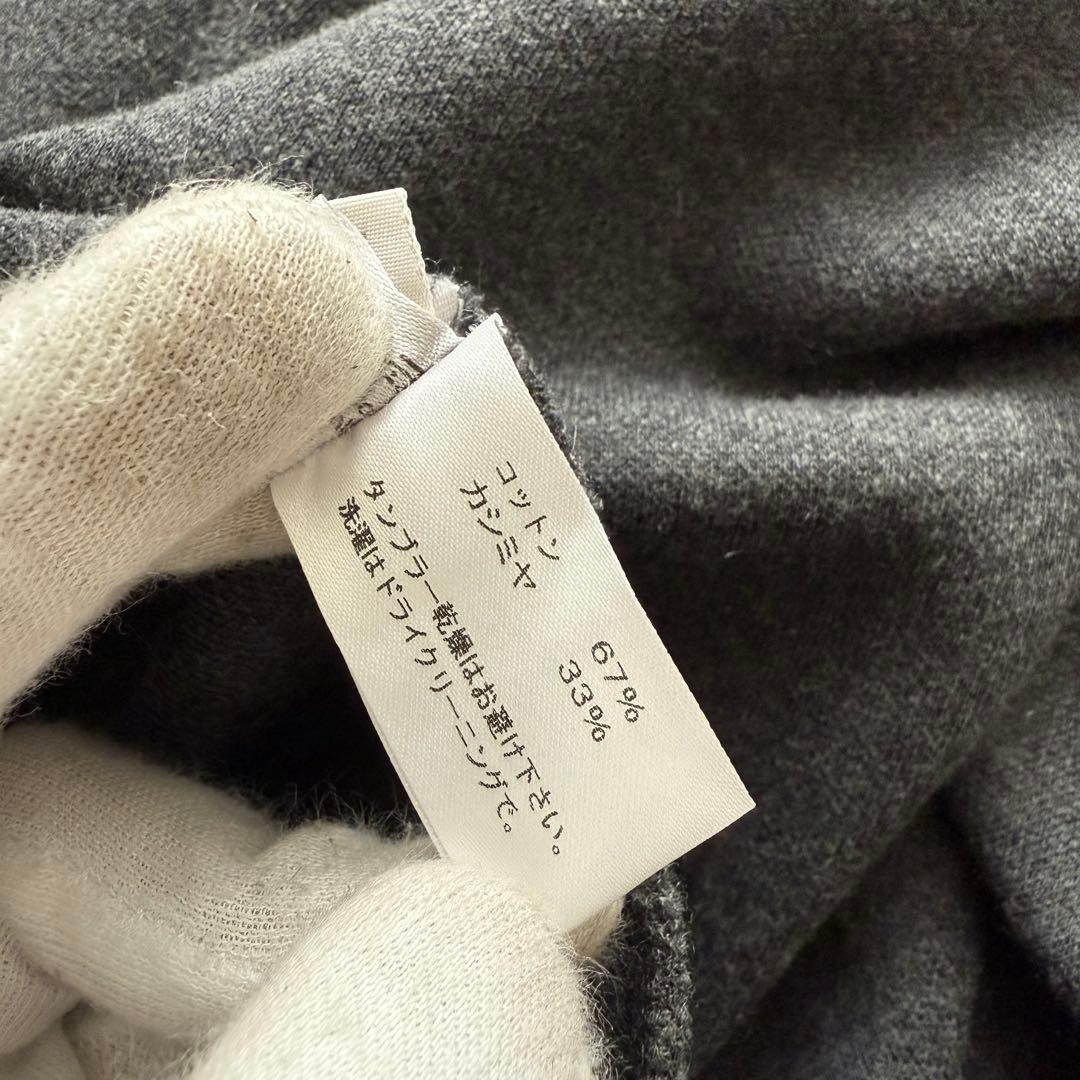 コットン 67%
カシミヤ 33%
タンブラー乾燥はお避け下さい。
洗濯はドライクリーニングで。